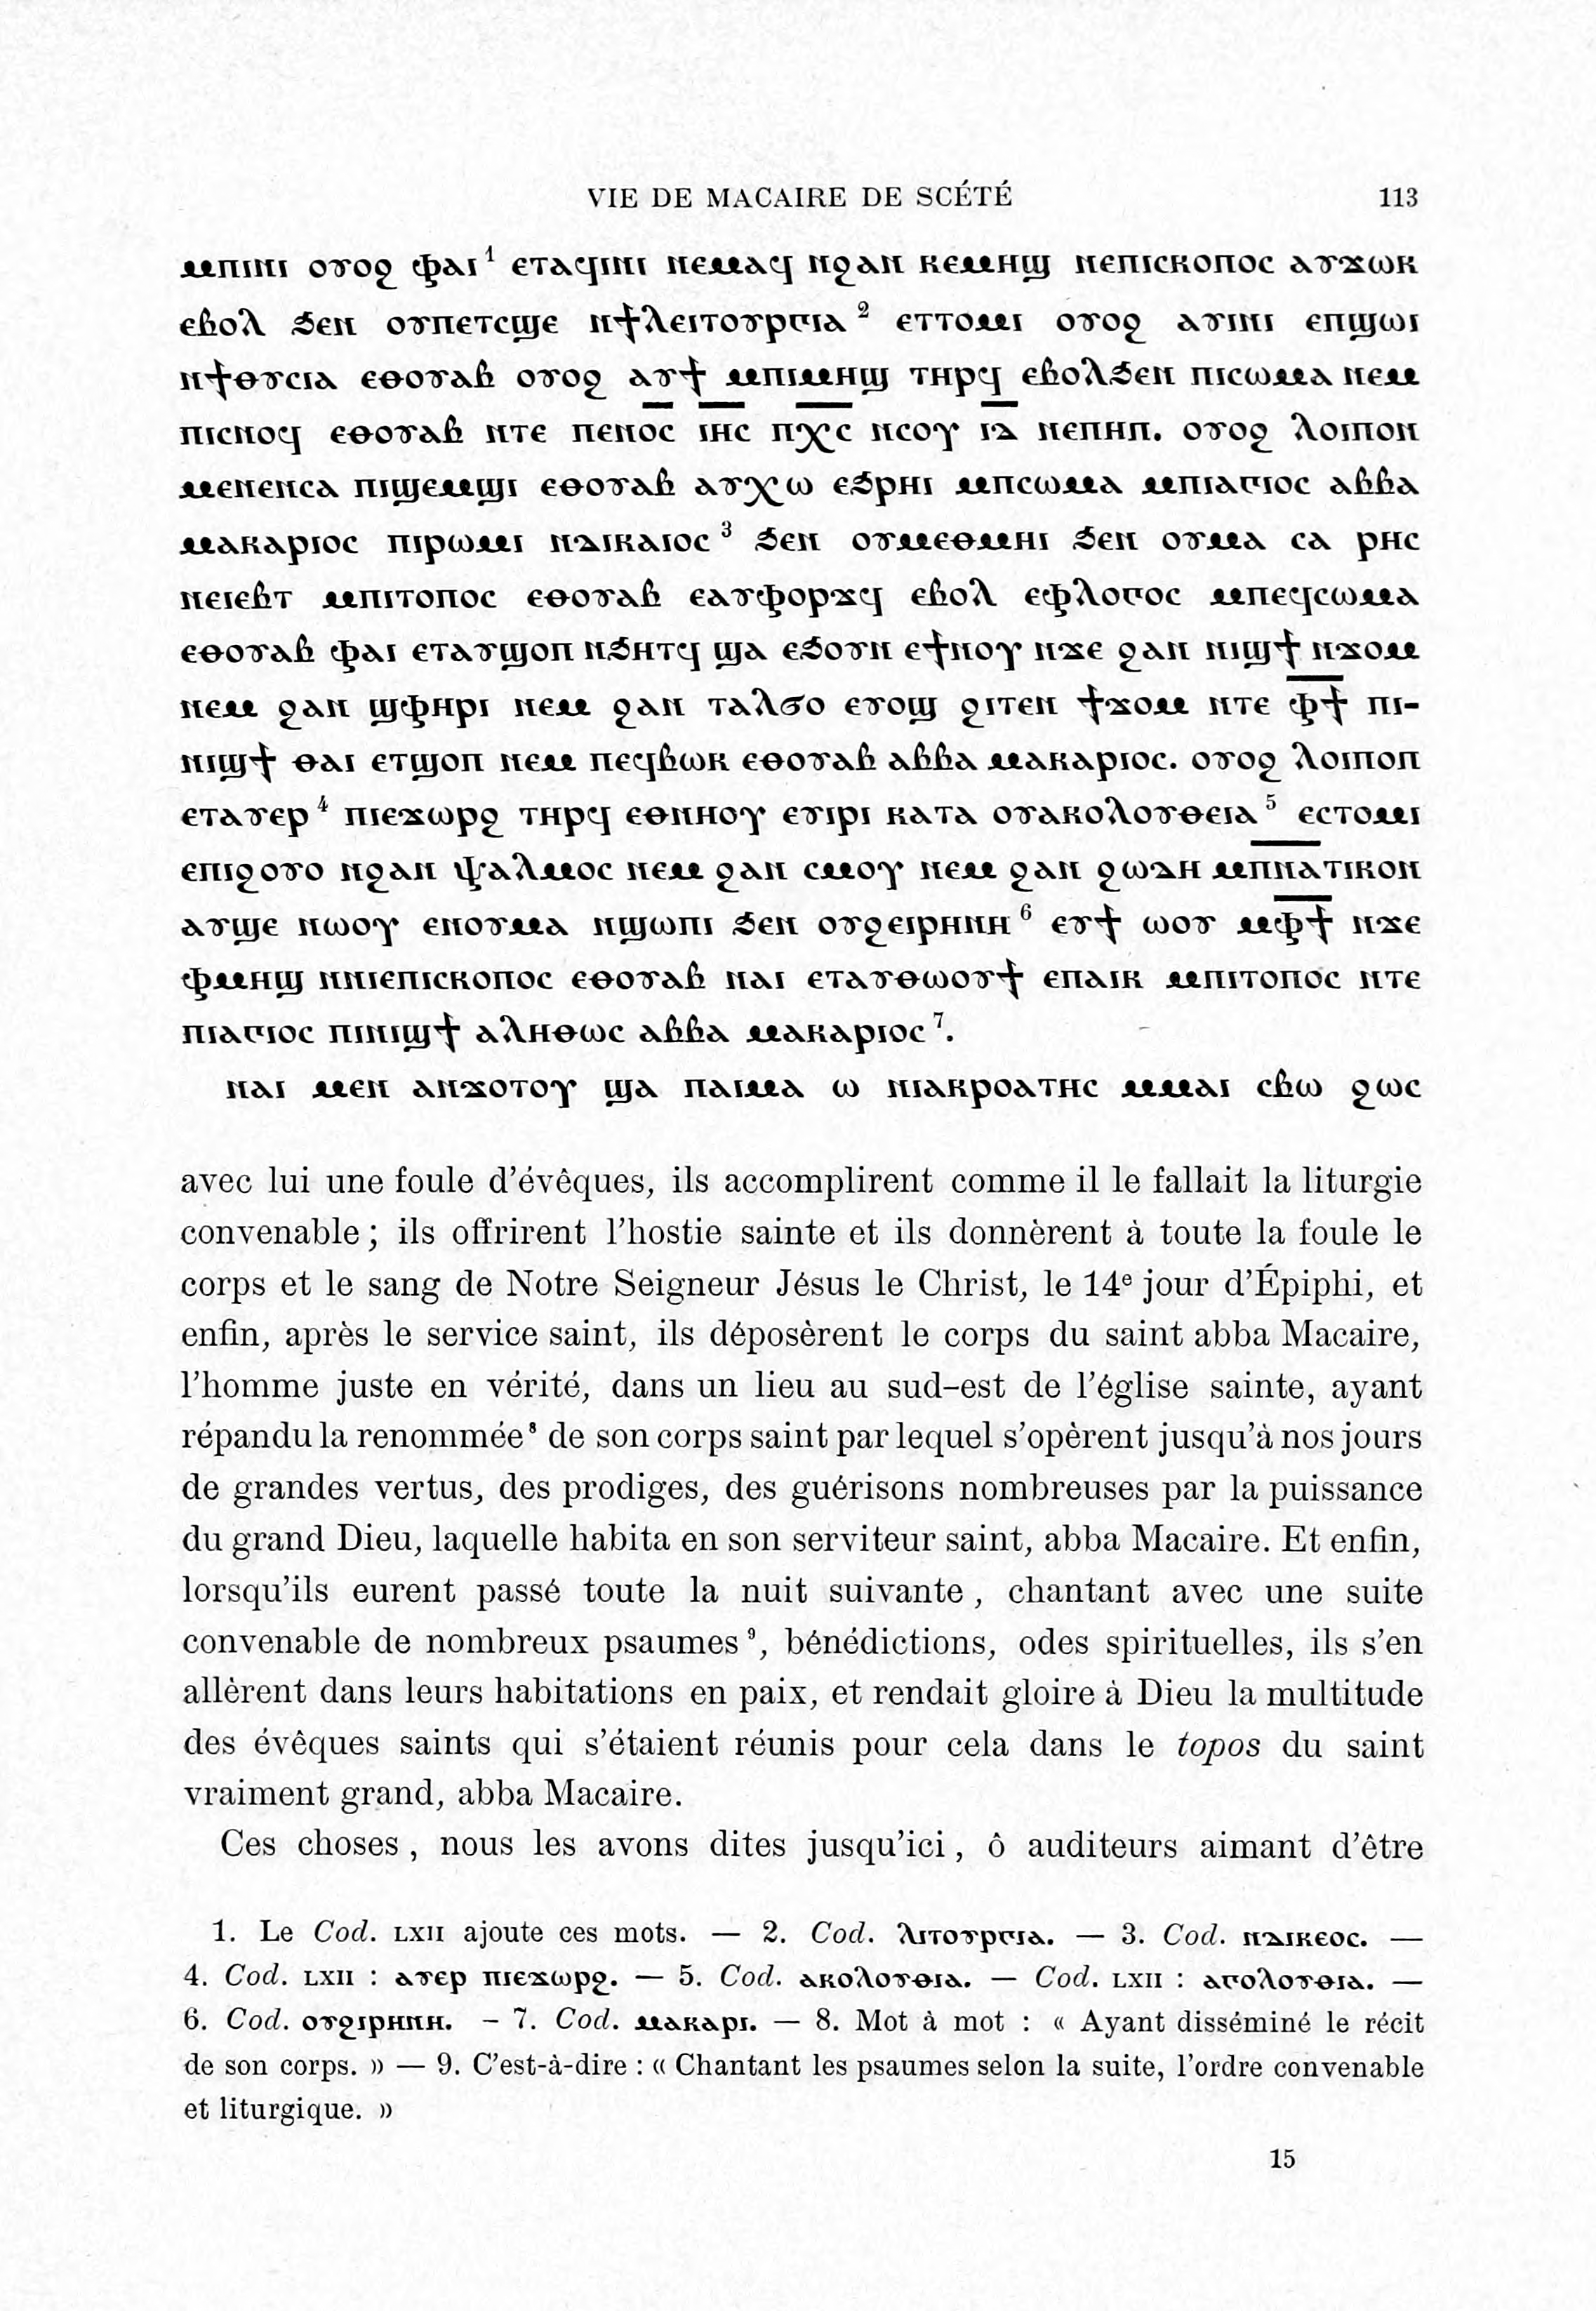 VIE DE MACAIRE DE SCÉTÉ 113
ⲙⲡⲓⲛⲓ ⲟⲩⲟϩ ⲫⲁⲓ¹ ⲉⲧⲁϥⲓⲛⲓ ⲛⲉⲙⲁϥ ⲛϩⲁⲛ ⲕⲉⲙⲏϣ ⲛⲉⲡⲓⲥⲕⲟⲡⲟⲥ ⲁⲩϫⲱⲕ
ⲉⲃⲟⲗ ϧⲉⲛ ⲟⲩⲡⲉⲧⲥϣⲉ ⲛϯⲗⲉⲓⲧⲟⲩⲣⲅⲓⲁ² ⲉⲧⲧⲟⲙⲓ ⲟⲩⲟϩ ⲁⲩⲓⲛⲓ ⲉⲡϣⲱⲓ
ⲛϯⲑⲩⲥⲓⲁ ⲉⲑⲟⲩⲁⲃ ⲟⲩⲟϩ ⲁⲩϯ ⲙⲡⲓⲙⲏϣ ⲧⲏⲣϥ ⲉⲃⲟⲗϧⲉⲛ ⲡⲓⲥⲱⲙⲁ ⲛⲉⲙ
ⲡⲓⲥⲛⲟϥ ⲉⲑⲟⲩⲁⲃ ⲛⲧⲉ ⲡⲉⲛⲟ̅ⲥ̅ ⲓ̅ⲏ̅ⲥ̅ ⲡ̅ⲭ̅ⲥ̅ ⲛⲥⲟⲩ ⲓ̅ⲇ̅ ⲛⲉⲡⲏⲡ. ⲟⲩⲟϩ ⲗⲟⲓⲡⲟⲛ
ⲙⲉⲛⲉⲛⲥⲁ ⲡⲓϣⲉⲙϣⲓ ⲉⲑⲟⲩⲁⲃ ⲁⲩⲭⲱ ⲉϧⲣⲏⲓ ⲙⲡⲥⲱⲙⲁ ⲙⲡⲓⲁⲅⲓⲟⲥ ⲁⲃⲃⲁ
ⲙⲁⲕⲁⲣⲓⲟⲥ ⲡⲓⲣⲱⲙⲓ ⲛⲇⲓⲕⲁⲓⲟⲥ³ ϧⲉⲛ ⲟⲩⲙⲉⲑⲙⲏⲓ ϧⲉⲛ ⲟⲩⲙⲁ ⲥⲁ ⲣⲏⲥ
ⲛⲉⲓⲉⲃⲧ ⲙⲡⲓⲧⲟⲡⲟⲥ ⲉⲑⲟⲩⲁⲃ ⲉⲁⲩⲫⲟⲣϫϥ ⲉⲃⲟⲗ ⲉⲫⲗⲟⲅⲟⲥ ⲙⲡⲉϥⲥⲱⲙⲁ
ⲉⲑⲟⲩⲁⲃ ⲫⲁⲓ ⲉⲧⲁⲩϣⲟⲡ ⲛϧⲏⲧϥ ϣⲁ ⲉϧⲟⲩⲛ ⲉϯⲛⲟⲩ ⲛϫⲉ ϩⲁⲛ ⲛⲓϣϯ ⲛϫⲟⲙ
ⲛⲉⲙ ϩⲁⲛ ϣⲫⲏⲣⲓ ⲛⲉⲙ ϩⲁⲛ ⲧⲁⲗϭⲟ ⲉⲩⲟϣ ϩⲓⲧⲉⲛ ϯϫⲟⲙ ⲛⲧⲉ ⲫ̅ϯ̅ ⲡⲓ-
ⲛⲓϣϯ ⲑⲁⲓ ⲉⲧϣⲟⲡ ⲛⲉⲙ ⲡⲉϥⲃⲱⲕ ⲉⲑⲟⲩⲁⲃ ⲁⲃⲃⲁ ⲙⲁⲕⲁⲣⲓⲟⲥ. ⲟⲩⲟϩ ⲗⲟⲓⲡⲟⲛ
ⲉⲧⲁⲩⲉⲣ⁴ ⲡⲓⲉϫⲱⲣϩ ⲧⲏⲣϥ ⲉⲑⲛⲏⲟⲩ ⲉⲩⲓⲣⲓ ⲕⲁⲧⲁ ⲟⲩⲁⲕⲟⲗⲟⲩⲑⲉⲓⲁ⁵ ⲉⲥⲧⲟⲙⲓ
ⲉⲡⲓϩⲟⲩⲟ ⲛϩⲁⲛ ⲯⲁⲗⲙⲟⲥ ⲛⲉⲙ ϩⲁⲛ ⲥⲙⲟⲩ ⲛⲉⲙ ϩⲁⲛ ϩⲱⲇⲏ ⲙⲡ̅ⲛ̅ⲁ̅ⲧⲓⲕⲟⲛ
ⲁⲩϣⲉ ⲛⲱⲟⲩ ⲉⲛⲟⲩⲙⲁ ⲛϣⲱⲡⲓ ϧⲉⲛ ⲟⲩϩⲉⲓⲣⲏⲛⲏ⁶ ⲉⲩϯ ⲱⲟⲩ ⲙⲫ̅ϯ̅ ⲛϫⲉ
ⲫⲙⲏϣ ⲛⲛⲓⲉⲡⲓⲥⲕⲟⲡⲟⲥ ⲉⲑⲟⲩⲁⲃ ⲛⲁⲓ ⲉⲧⲁⲩⲑⲱⲟⲩϯ ⲉⲡⲁⲓⲕ ⲙⲡⲓⲧⲟⲡⲟⲥ ⲛⲧⲉ
ⲡⲓⲁⲅⲓⲟⲥ ⲡⲓⲛⲓϣϯ ⲁⲗⲏⲑⲱⲥ ⲁⲃⲃⲁ ⲙⲁⲕⲁⲣⲓⲟⲥ⁷.
ⲛⲁⲓ ⲙⲉⲛ ⲁⲛϫⲟⲧⲟⲩ ϣⲁ ⲡⲁⲓⲙⲁ ⲱ ⲛⲓⲁⲕⲣⲟⲁⲧⲏⲥ ⲙⲙⲁⲓ ⲥⲃⲱ ϩⲱⲥ
avec lui une foule d'évêques, ils accomplirent comme il le fallait la liturgie
convenable ; ils offrirent l'hostie sainte et ils donnèrent à toute la foule le
corps et le sang de Notre Seigneur Jésus le Christ, le 14ᵉ jour d'Épiphi, et
enfin, après le service saint, ils déposèrent le corps du saint abba Macaire,
l'homme juste en vérité, dans un lieu au sud-est de l'église sainte, ayant
répandu la renommée⁸ de son corps saint par lequel s'opèrent jusqu'à nos jours
de grandes vertus, des prodiges, des guérisons nombreuses par la puissance
du grand Dieu, laquelle habita en son serviteur saint, abba Macaire. Et enfin,
lorsqu'ils eurent passé toute la nuit suivante, chantant avec une suite
convenable de nombreux psaumes⁹, bénédictions, odes spirituelles, ils s'en
allèrent dans leurs habitations en paix, et rendait gloire à Dieu la multitude
des évêques saints qui s'étaient réunis pour cela dans le topos du saint
vraiment grand, abba Macaire.
Ces choses, nous les avons dites jusqu'ici, ô auditeurs aimant d'être
1. Le Cod. LXII ajoute ces mots. — 2. Cod. ⲗⲓⲧⲟⲩⲣⲅⲓⲁ. — 3. Cod. ⲛⲇⲓⲕⲉⲟⲥ. —
4. Cod. LXII : ⲁⲩⲉⲣ ⲡⲓⲉϫⲱⲣϩ. — 5. Cod. ⲁⲕⲟⲗⲟⲩⲑⲓⲁ. — Cod. LXII : ⲁⲅⲟⲗⲟⲩⲑⲓⲁ. —
6. Cod. ⲟⲩϩⲓⲣⲏⲛⲏ. – 7. Cod. ⲙⲁⲕⲁⲣⲓ. — 8. Mot à mot : « Ayant disséminé le récit
de son corps. » — 9. C'est-à-dire : « Chantant les psaumes selon la suite, l'ordre convenable
et liturgique. »
15